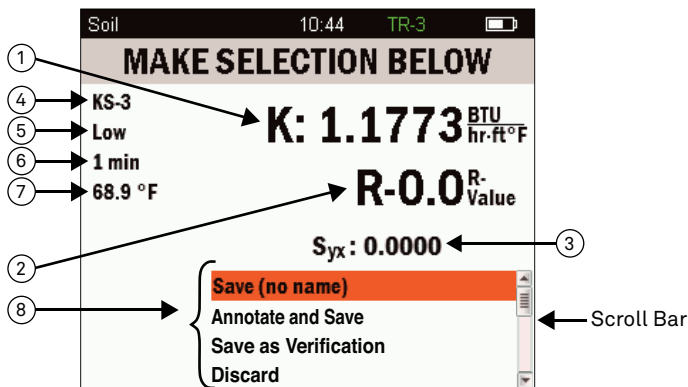 Soil 10:44 TR-3
MAKE SELECTION BELOW
1
4 KS-3
K: 1.1773 BTU
hr·ft°F
5 Low
6 1 min
7 68.9 °F
R-0.0 R-
Value
2
Syx: 0.0000 3
8
Save (no name)
Annotate and Save
Save as Verification
Discard
Scroll Bar